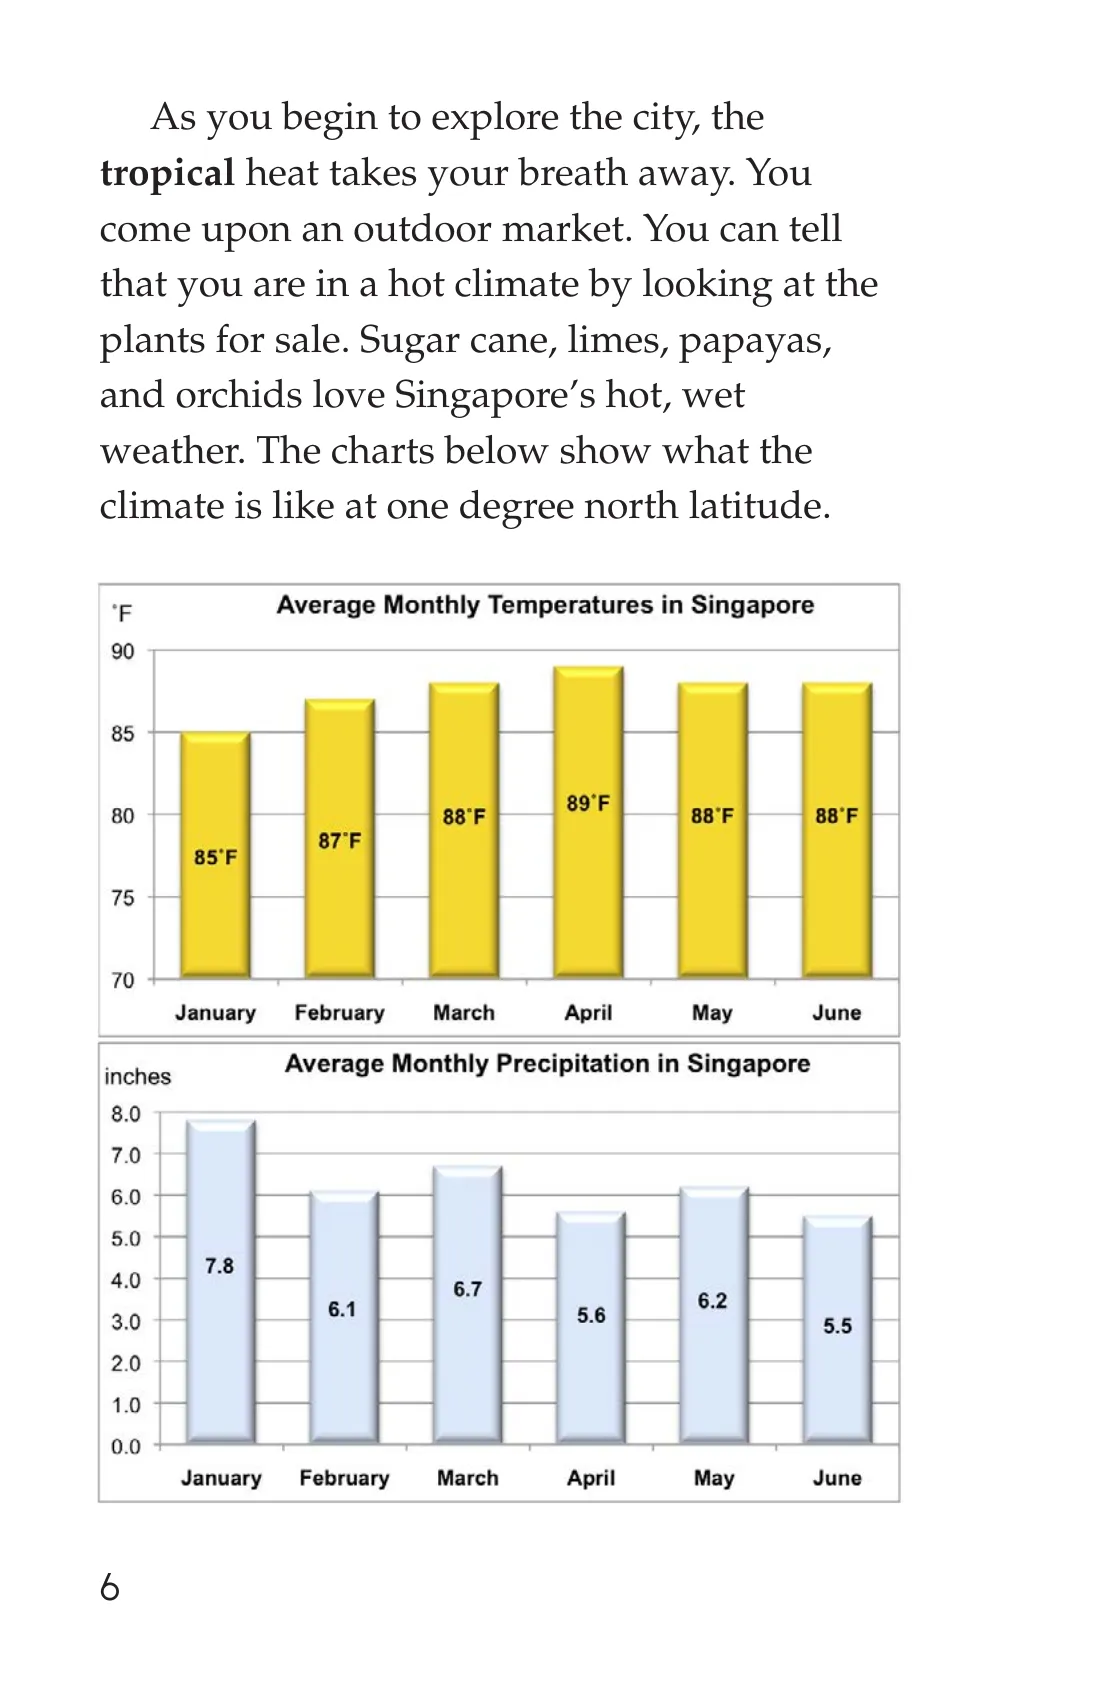 As you begin to explore the city, the
tropical heat takes your breath away. You
come upon an outdoor market. You can tell
that you are in a hot climate by looking at the
plants for sale. Sugar cane, limes, papayas,
and orchids love Singapore’s hot, wet
weather. The charts below show what the
climate is like at one degree north latitude.
Average Monthly Temperatures in Singapore
˚F
90
85
80
75
70
85˚F
87˚F
88˚F
89˚F
88˚F
88˚F
January February March April May June
Average Monthly Precipitation in Singapore
inches
8.0
7.0
6.0
5.0
4.0
3.0
2.0
1.0
0.0
7.8
6.1
6.7
5.6
6.2
5.5
January February March April May June
6